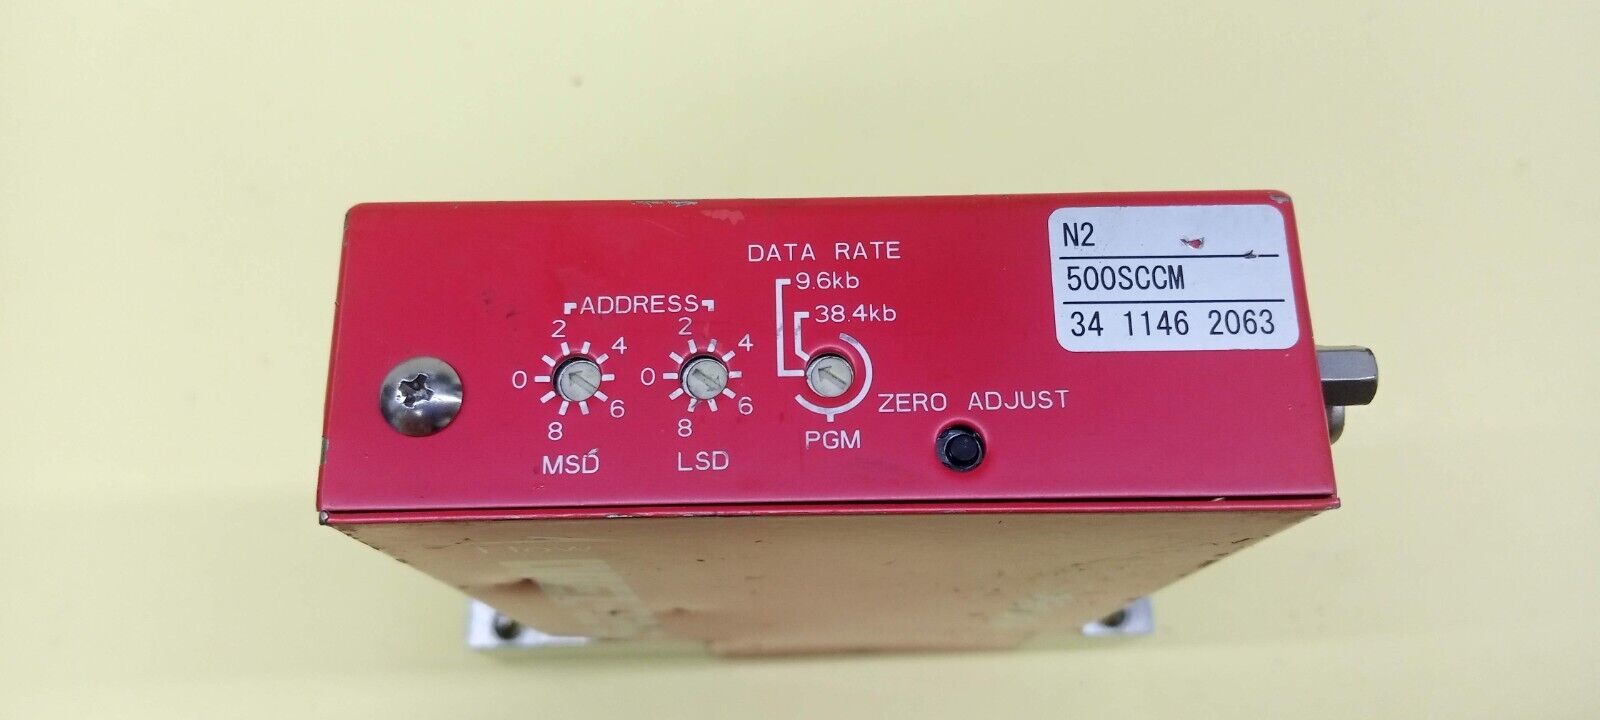 DATA RATE
9.6kb
38.4kb
ADDRESS
2
4
0
6
8
MSD
2
4
0
6
8
LSD
PGM
ZERO ADJUST
N2
500SCCM
34 1146 2063